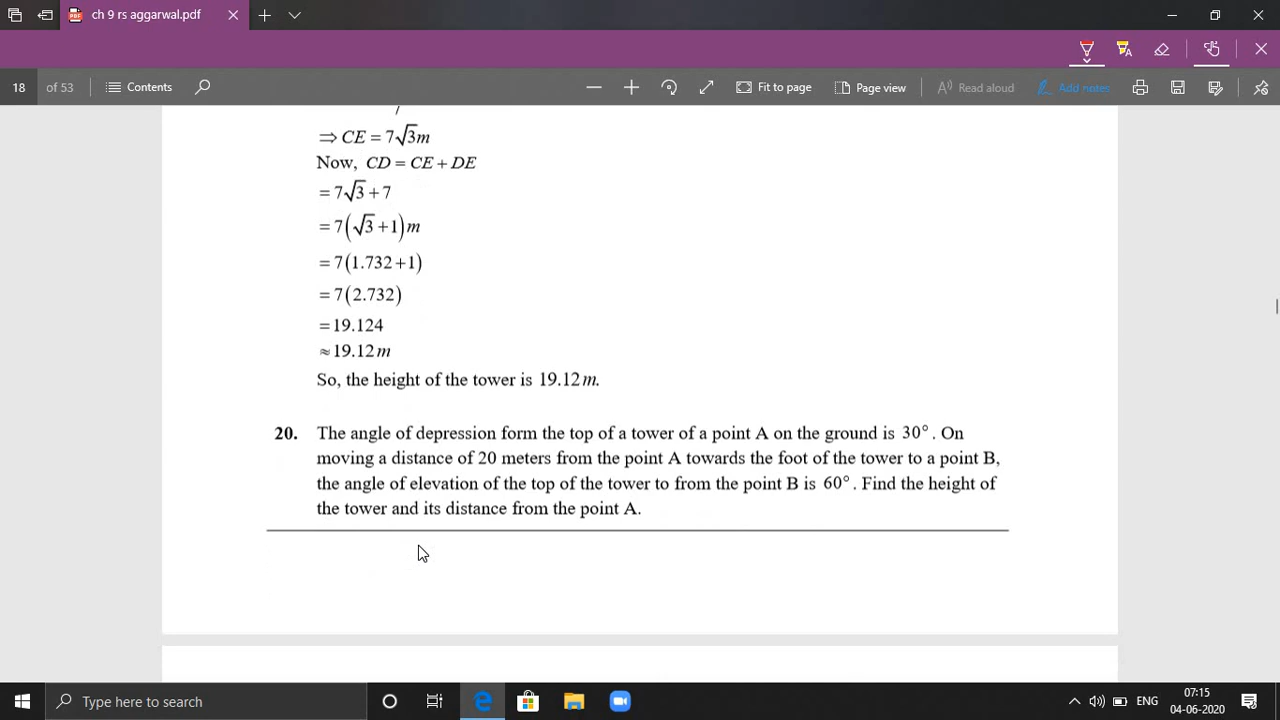 ch 9 rs aggarwal.pdf
18 of 53 Contents Fit to page Page view Read aloud Add notes
⇒ CE = 7√3m
Now, CD = CE + DE
= 7√3 + 7
= 7(√3 + 1)m
= 7(1.732 + 1)
= 7(2.732)
= 19.124
≈ 19.12m
So, the height of the tower is 19.12m.
20. The angle of depression form the top of a tower of a point A on the ground is 30°. On
moving a distance of 20 meters from the point A towards the foot of the tower to a point B,
the angle of elevation of the top of the tower to from the point B is 60°. Find the height of
the tower and its distance from the point A.
Type here to search
ENG
07:15
04-06-2020